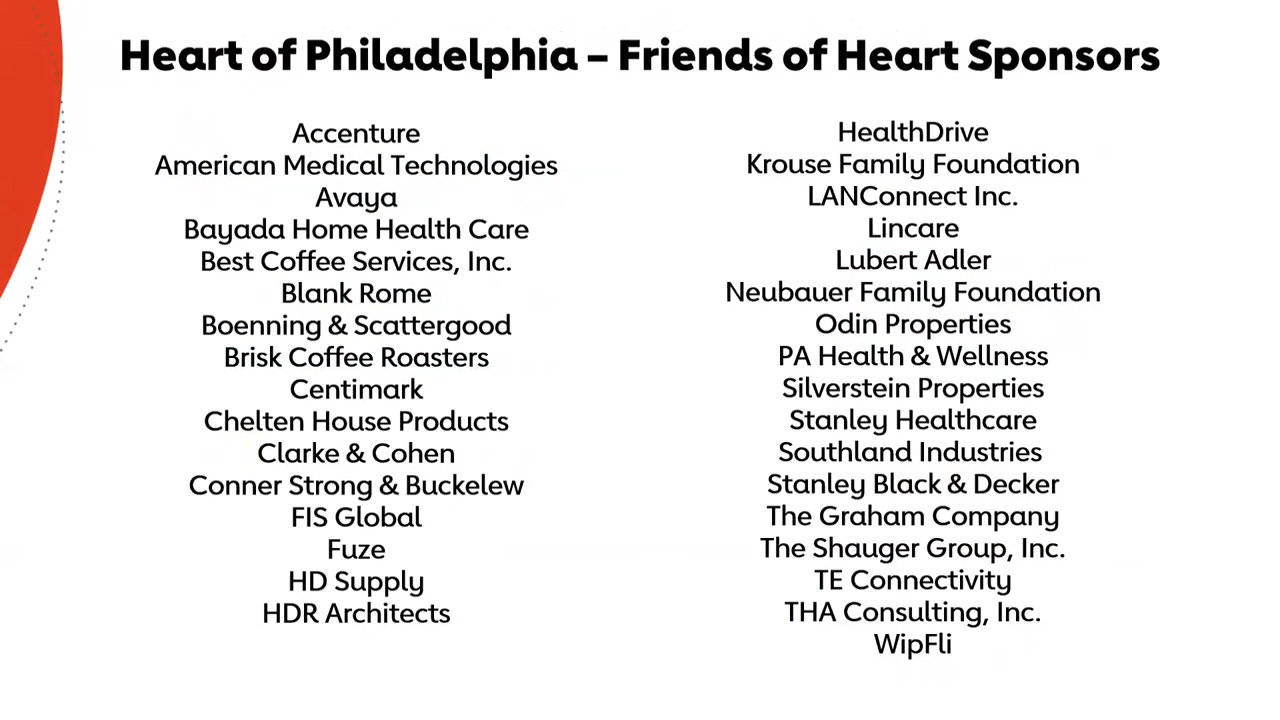 Heart of Philadelphia – Friends of Heart Sponsors
Accenture
American Medical Technologies
Avaya
Bayada Home Health Care
Best Coffee Services, Inc.
Blank Rome
Boenning & Scattergood
Brisk Coffee Roasters
Centimark
Chelten House Products
Clarke & Cohen
Conner Strong & Buckelew
FIS Global
Fuze
HD Supply
HDR Architects
HealthDrive
Krouse Family Foundation
LANConnect Inc.
Lincare
Lubert Adler
Neubauer Family Foundation
Odin Properties
PA Health & Wellness
Silverstein Properties
Stanley Healthcare
Southland Industries
Stanley Black & Decker
The Graham Company
The Shauger Group, Inc.
TE Connectivity
THA Consulting, Inc.
WipFli